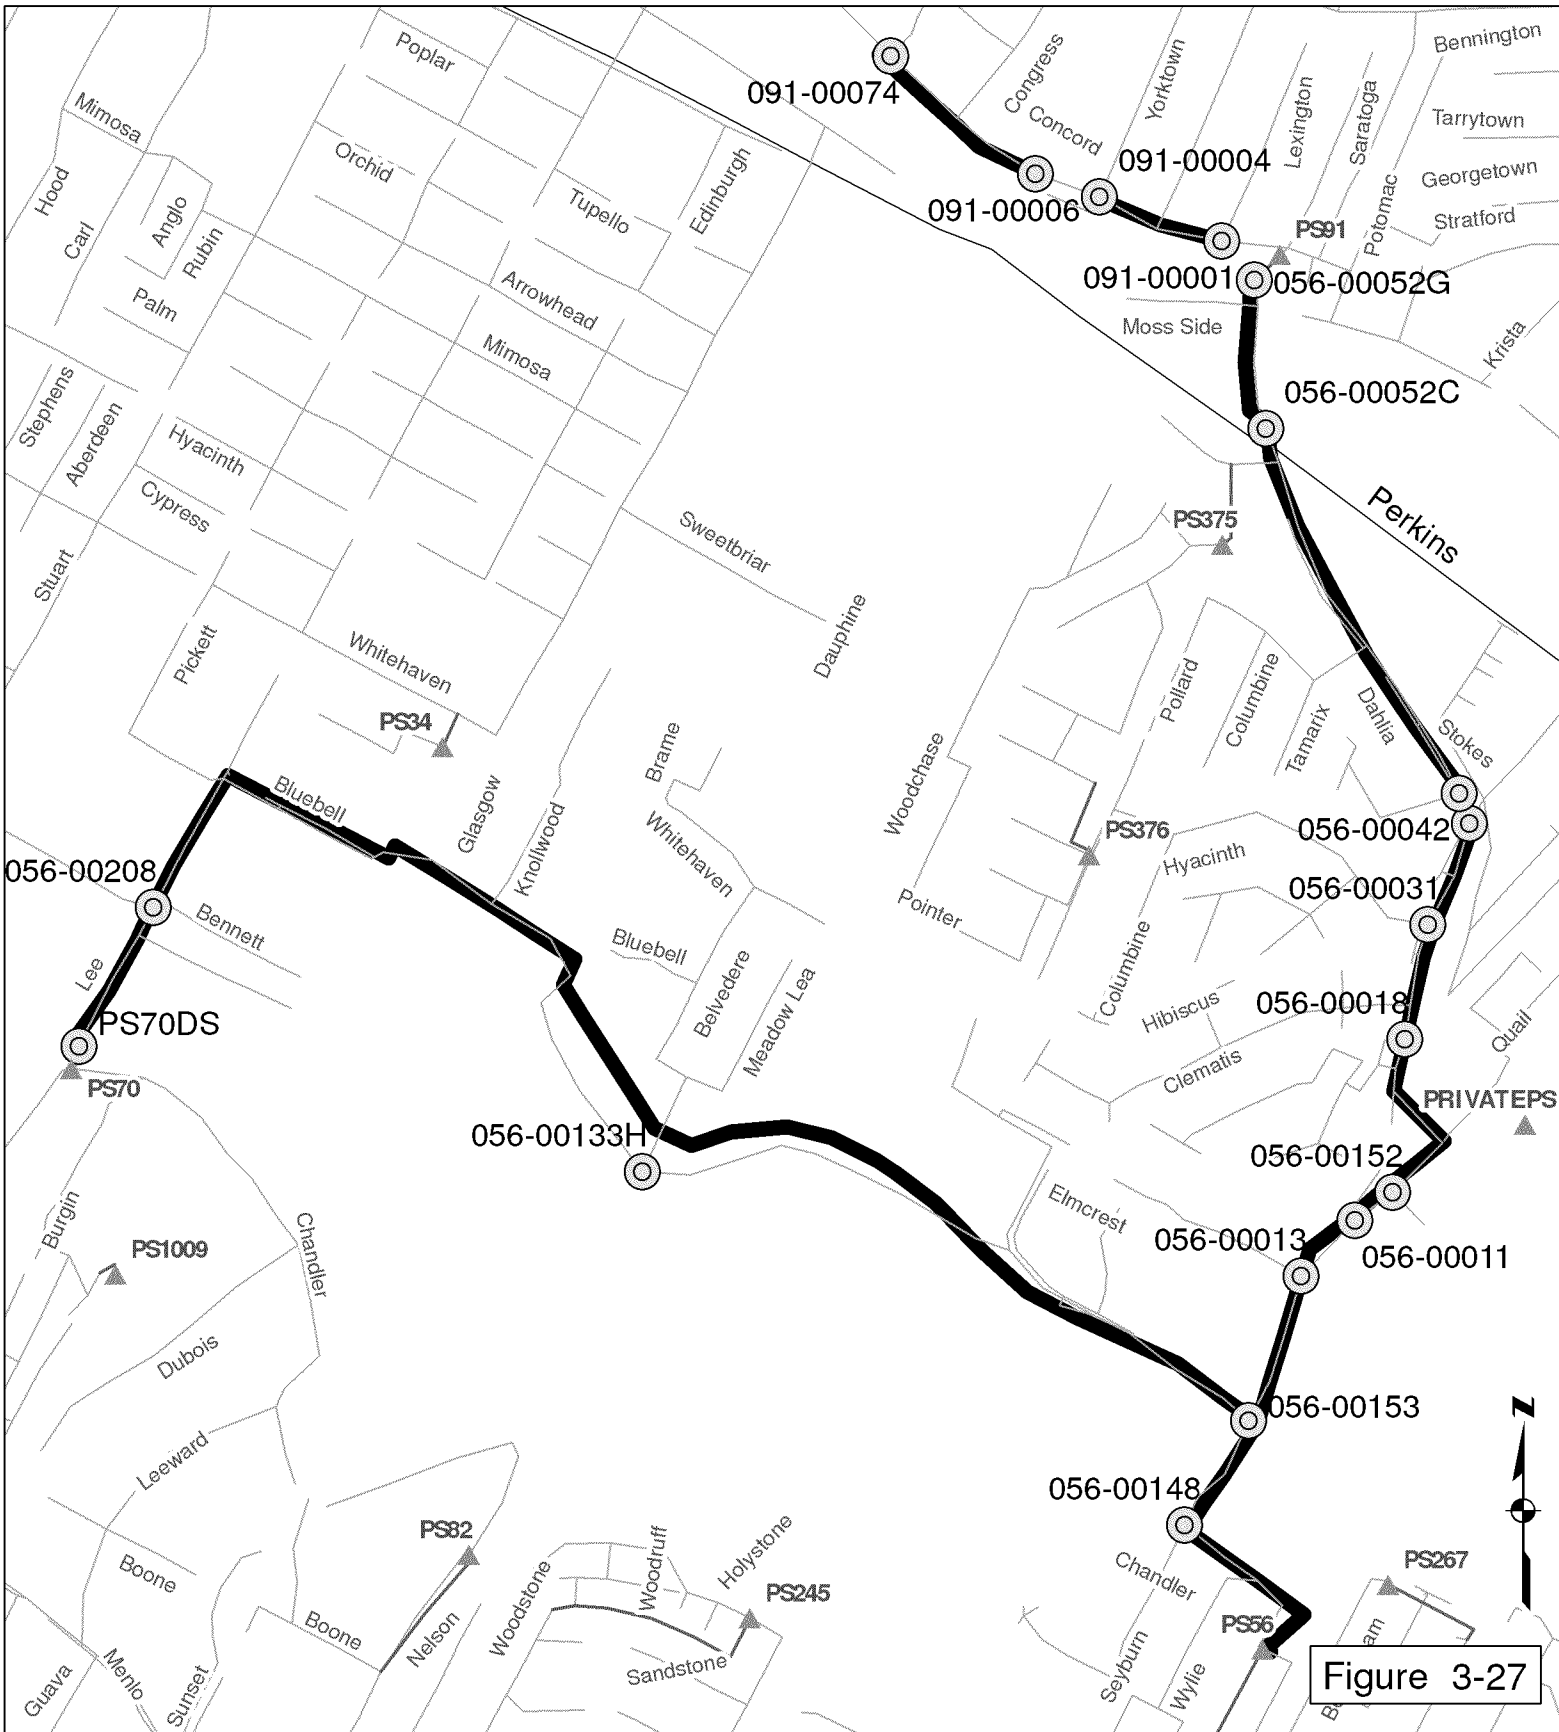 Poplar
Congress
Yorktown
Bennington
091-00074
Mimosa
Concord
Lexington
Saratoga
Tarrytown
Orchid
Edinburgh
091-00004
Georgetown
Hood
Anglo
Tupello
091-00006
Potomac
Stratford
Carl
Rubin
PS91
Palm
Arrowhead
091-00001
056-00052G
Moss Side
Mimosa
Krista
Stephens
Aberdeen
056-00052C
Hyacinth
Cypress
Perkins
PS375
Sweetbriar
Stuart
Dauphine
Pickett
Whitehaven
Pollard
Columbine
Tamarix
Dahlia
Stokes
PS34
Brame
Woodchase
Bluebell
Glasgow
Knollwood
Whitehaven
PS376
056-00042
056-00208
Hyacinth
056-00031
Bennett
Pointer
Bluebell
Lee
Belvedere
Meadow Lea
Columbine
Hibiscus
056-00018
Quail
PS70DS
Clematis
PS70
PRIVATEPS
056-00133H
056-00152
Burgin
Elmcrest
Chandler
PS1009
056-00013
056-00011
Dubois
056-00153
z
Leeward
056-00148
PS82
Woodruff
Holystone
Chandler
PS267
Boone
Woodstone
PS245
Boone
Nelson
PS56
am
Guava
Menlo
Sunset
Sandstone
Seyburn
Wylie
Figure 3-27